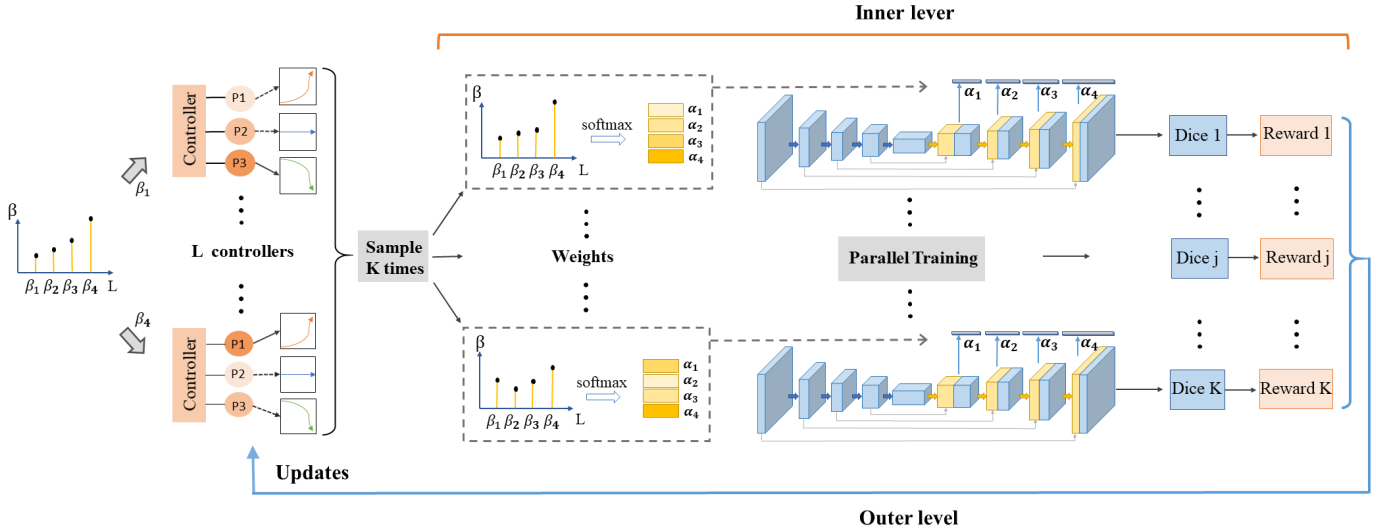 Inner lever
Controller
P1
P2
P3
β₁
β
β₁ β₂ β₃ β₄ L
β₄
L controllers
Controller
P1
P2
P3
Sample
K times
β
β₁ β₂ β₃ β₄ L
softmax
α₁
α₂
α₃
α₄
Weights
β
β₁ β₂ β₃ β₄ L
softmax
α₁
α₂
α₃
α₄
α₁ α₂ α₃ α₄
Parallel Training
α₁ α₂ α₃ α₄
Dice 1 Reward 1
Dice j Reward j
Dice K Reward K
Updates
Outer level